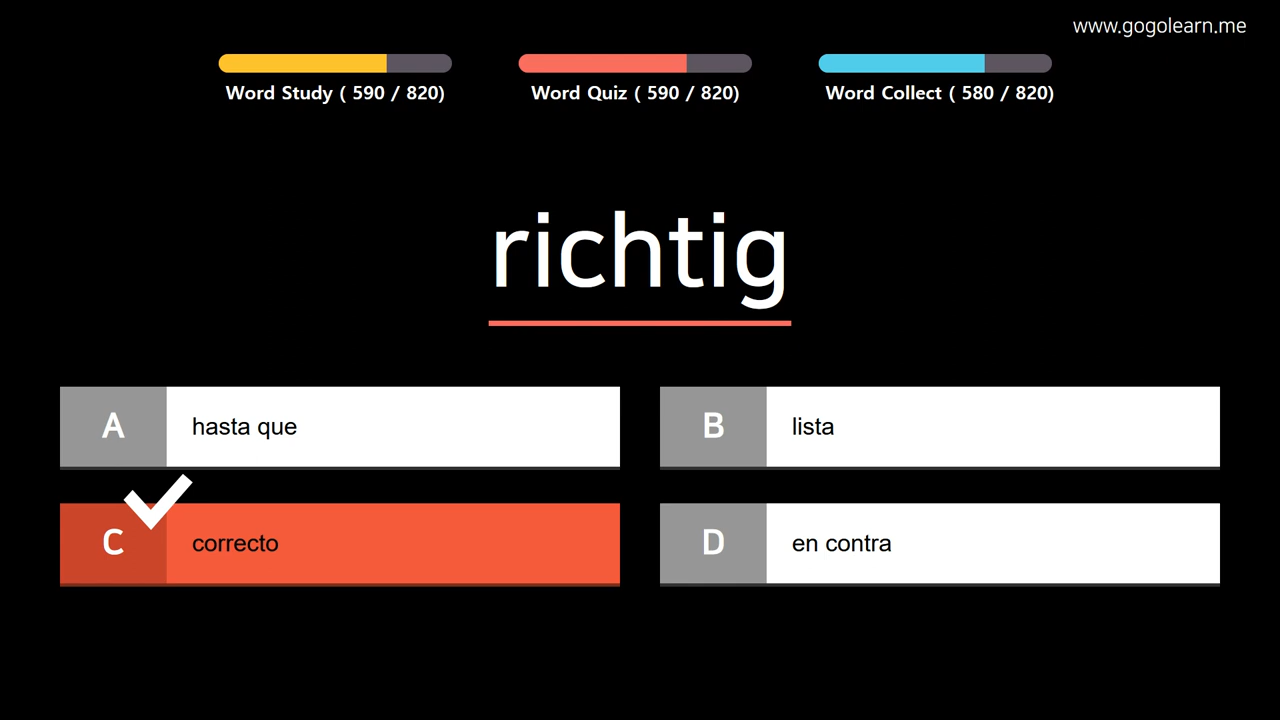 www.gogolearn.me
Word Study ( 590 / 820)
Word Quiz ( 590 / 820)
Word Collect ( 580 / 820)
richtig
A hasta que
B lista
C correcto
D en contra